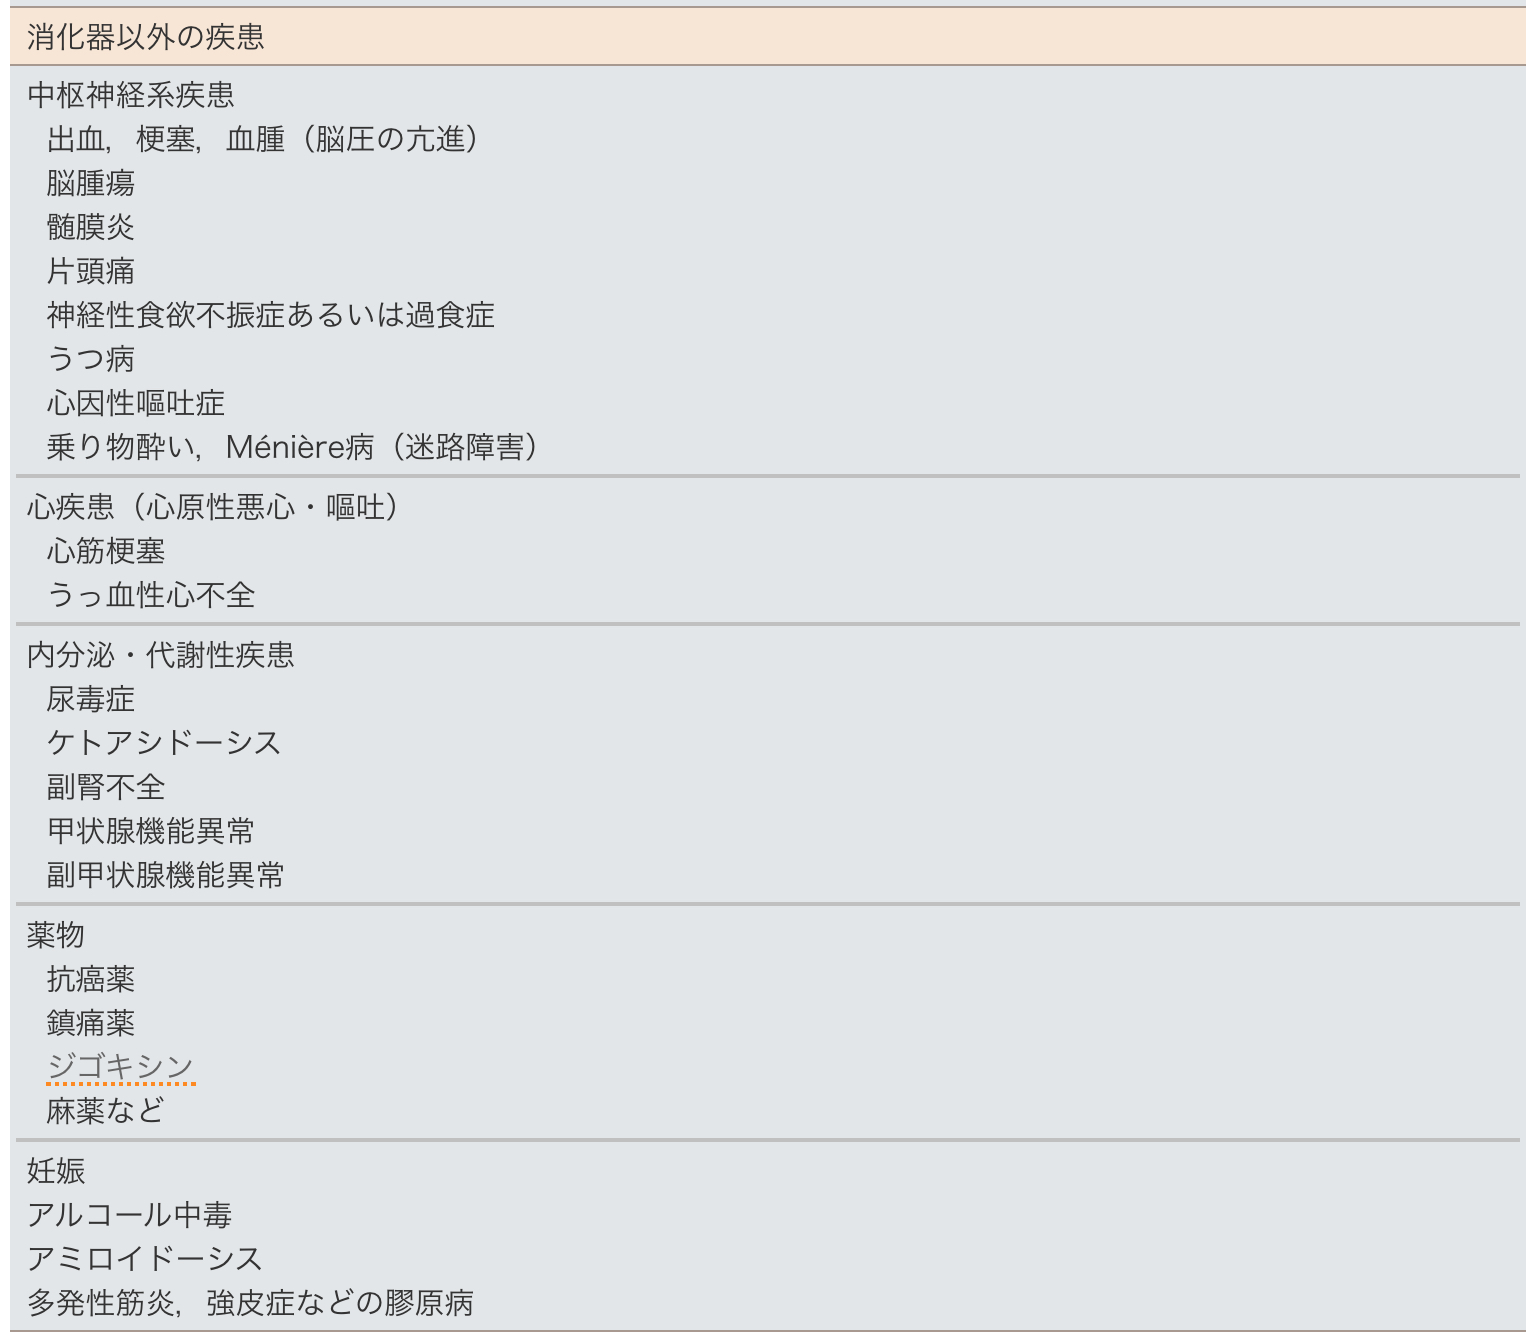 消化器以外の疾患
中枢神経系疾患
出血，梗塞，血腫（脳圧の亢進）
脳腫瘍
髄膜炎
片頭痛
神経性食欲不振症あるいは過食症
うつ病
心因性嘔吐症
乗り物酔い，Ménière病（迷路障害）
心疾患（心原性悪心・嘔吐）
心筋梗塞
うっ血性心不全
内分泌・代謝性疾患
尿毒症
ケトアシドーシス
副腎不全
甲状腺機能異常
副甲状腺機能異常
薬物
抗癌薬
鎮痛薬
ジゴキシン
麻薬など
妊娠
アルコール中毒
アミロイドーシス
多発性筋炎，強皮症などの膠原病